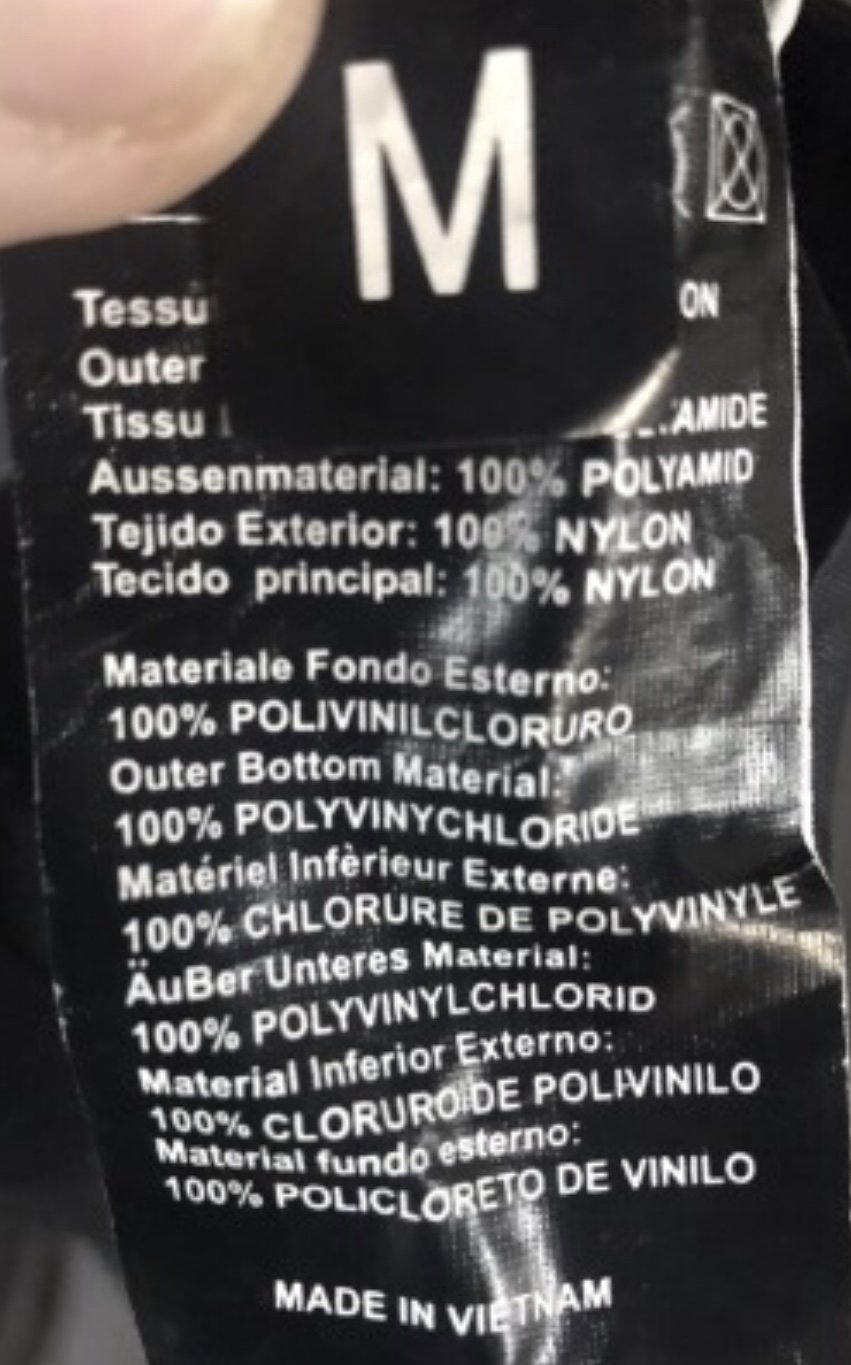 M
Tessu
ON
Outer
Tissu
AMIDE
Aussenmaterial: 100% POLYAMID
Tejido Exterior: 100% NYLON
Tecido principal: 100% NYLON
Materiale Fondo Esterno:
100% POLIVINILCLORURO
Outer Bottom Material:
100% POLYVINYCHLORIDE
Matériel Infèrieur Externe:
100% CHLORURE DE POLYVINYLE
ÄuBer Unteres Material:
100% POLYVINYLCHLORID
Material Inferior Externo:
100% CLORURO DE POLIVINILO
Material fundo esterno:
100% POLICLORETO DE VINILO
MADE IN VIETNAM